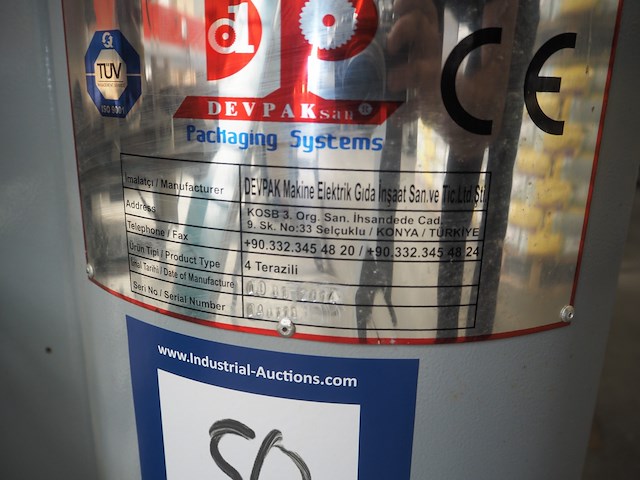 d
TÜV
ISO 9001
CE
DEVPAKsan ®
Packaging Systems
İmalatçı / Manufacturer DEVPAK Makine Elektrik Gıda İnşaat San.ve Tic.Ltd.Şti.
Address KOSB 3. Org. San. İhsandede Cad.
9. Sk. No:33 Selçuklu / KONYA / TÜRKİYE
Telephone / Fax +90.332.345 48 20 / +90.332.345 48 24
Ürün Tipi / Product Type 4 Terazili
Tarihi / Date of Manufacture
Seri No / Serial Number
www.Industrial-Auctions.com